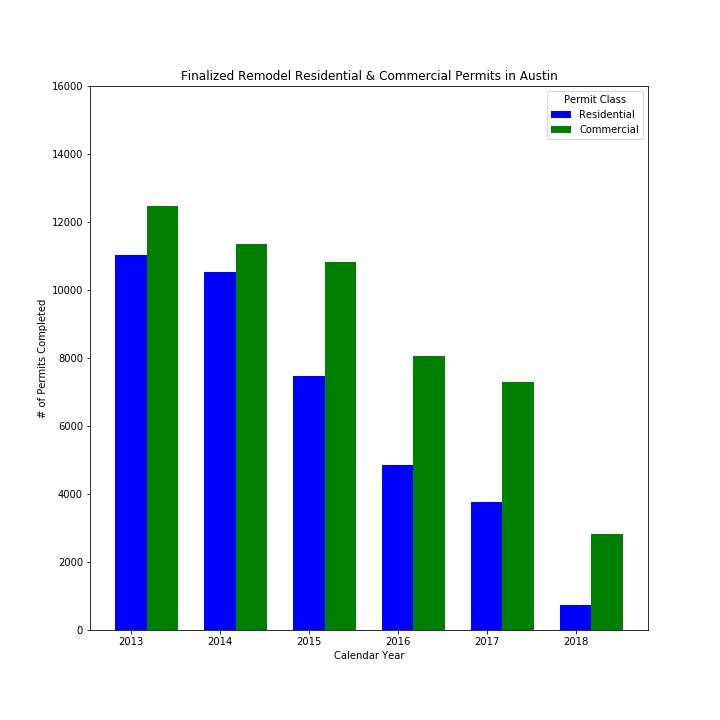 Finalized Remodel Residential & Commercial Permits in Austin
Permit Class
Residential
Commercial
16000
14000
12000
10000
8000
6000
4000
2000
0
# of Permits Completed
2013 2014 2015 2016 2017 2018
Calendar Year